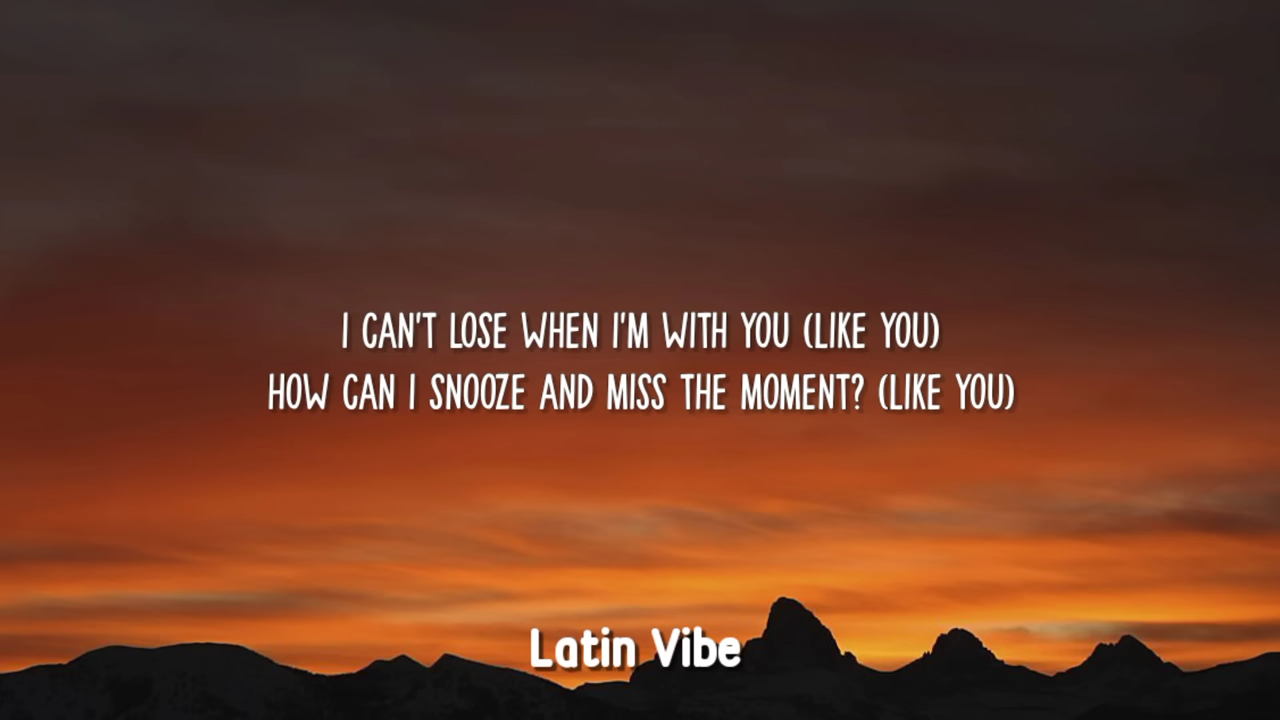 I CAN'T LOSE WHEN I'M WITH YOU (LIKE YOU)
HOW CAN I SNOOZE AND MISS THE MOMENT? (LIKE YOU)
Latin Vibe